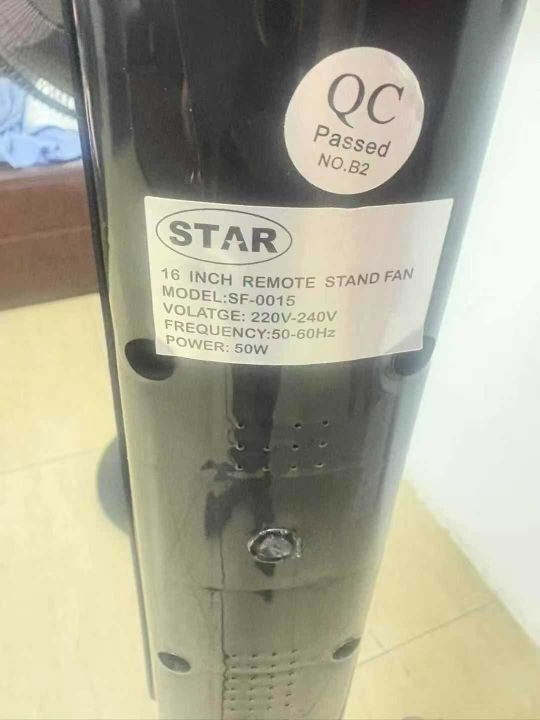 QC
Passed
NO.B2
STAR
16 INCH REMOTE STAND FAN
MODEL:SF-0015
VOLATGE: 220V-240V
FREQUENCY:50-60Hz
POWER: 50W